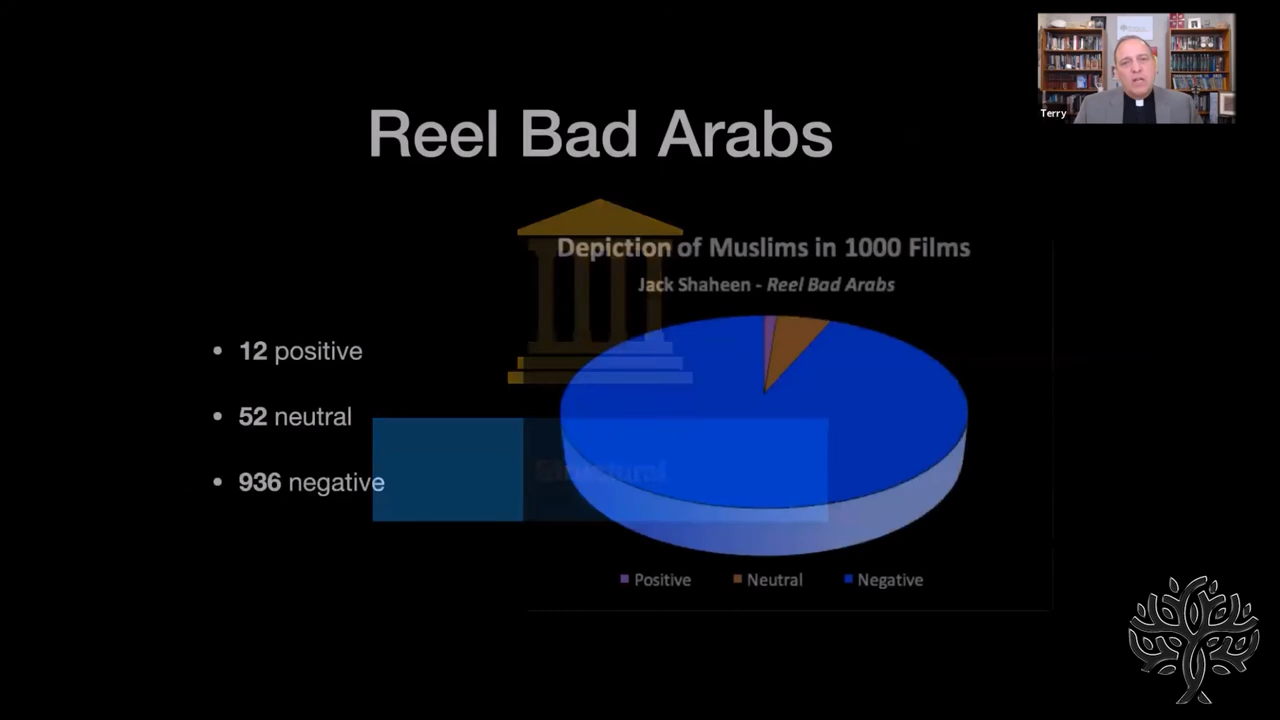 Terry
Reel Bad Arabs
Depiction of Muslims in 1000 Films
Jack Shaheen - Reel Bad Arabs
• 12 positive
• 52 neutral
• 936 negative
Positive
Neutral
Negative